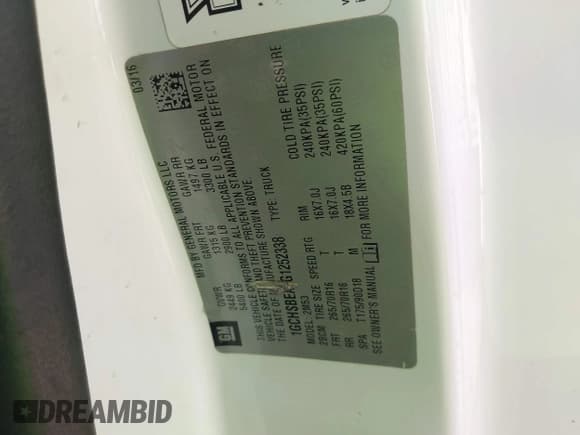 MFD BY GENERAL MOTORS LLC
03/16
GVWR GAWR FRT GAWR RR
2449 KG 1315 KG 1497 KG
5400 LB 2900 LB 3300 LB
THIS VEHICLE CONFORMS TO ALL APPLICABLE U.S. FEDERAL MOTOR
VEHICLE SAFETY AND THEFT PREVENTION STANDARDS IN EFFECT ON
THE DATE OF MANUFACTURE SHOWN ABOVE.
G1252338 TYPE: TRUCK
MODEL: 2M53
28CM TIRE SIZE SPEED RTG RIM COLD TIRE PRESSURE
FRT 265/70R16 T 16X7.0J 240KPA(35PSI)
RR 265/70R16 T 16X7.0J 240KPA(35PSI)
SPA T175/90D18 M 18X4.5B 420KPA(60PSI)
SEE OWNER'S MANUAL FOR MORE INFORMATION
GM
DREAMBID